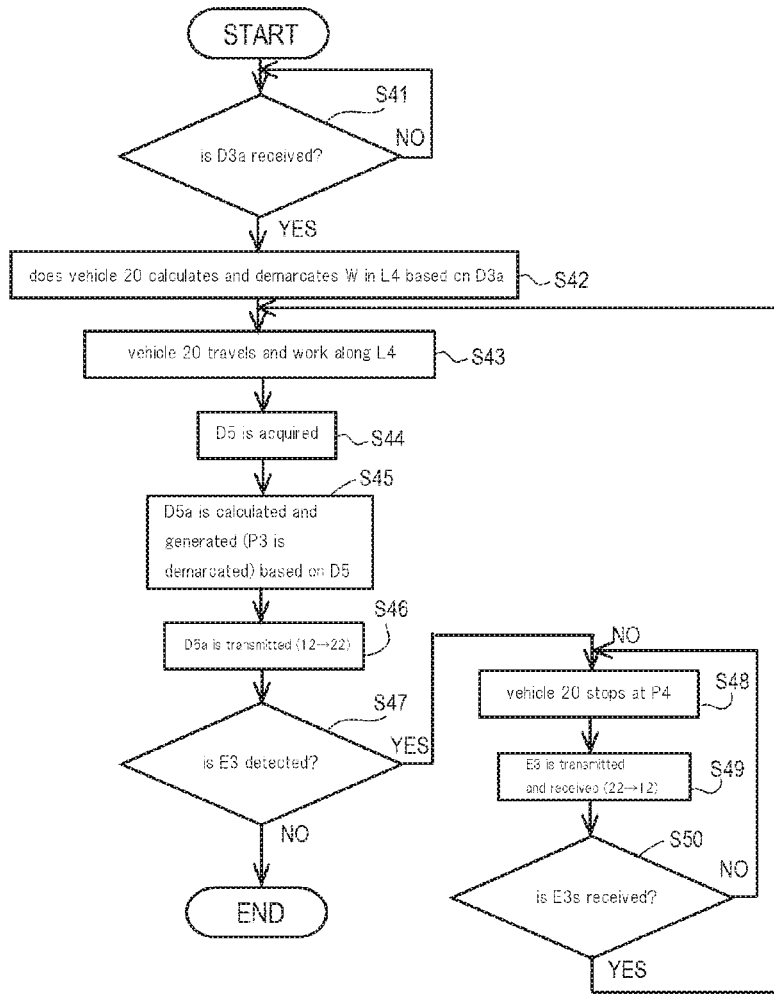 START
S41
NO
is D3a received?
YES
does vehicle 20 calculates and demarcates W in L4 based on D3a
S42
vehicle 20 travels and work along L4
S43
D5 is acquired
S44
S45
D5a is calculated and
generated (P3 is
demarcated) based on D5
S46
D5a is transmitted (12→22)
NO
S47
YES
is E3 detected?
NO
END
vehicle 20 stops at P4
S48
E3 is transmitted
and received (22→12)
S49
S50
NO
is E3s received?
YES